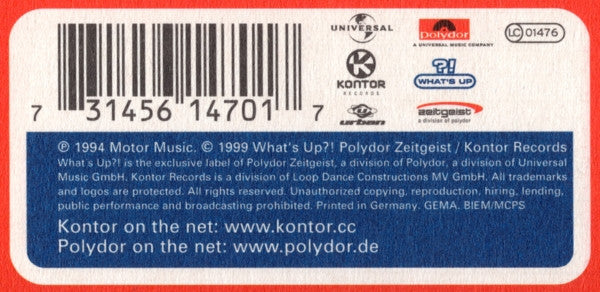 UNIVERSAL
polydor
A UNIVERSAL MUSIC COMPANY
LC 01476
KONTOR
RECORDS
?!
WHAT'S UP
urban
zeitgeist
a division of polydor
7 31456 14701 7
℗ 1994 Motor Music. © 1999 What's Up?! Polydor Zeitgeist / Kontor Records
What s Up?! is the exclusive label of Polydor Zeitgeist, a division of Polydor, a division of Universal
Music GmbH. Kontor Records is a division of Loop Dance Constructions MV GmbH. All trademarks
and logos are protected. All rights reserved. Unauthorized copying, reproduction, hiring, lending,
public performance and broadcasting prohibited. Printed in Germany. GEMA. BIEM/MCPS
Kontor on the net: www.kontor.cc
Polydor on the net: www.polydor.de